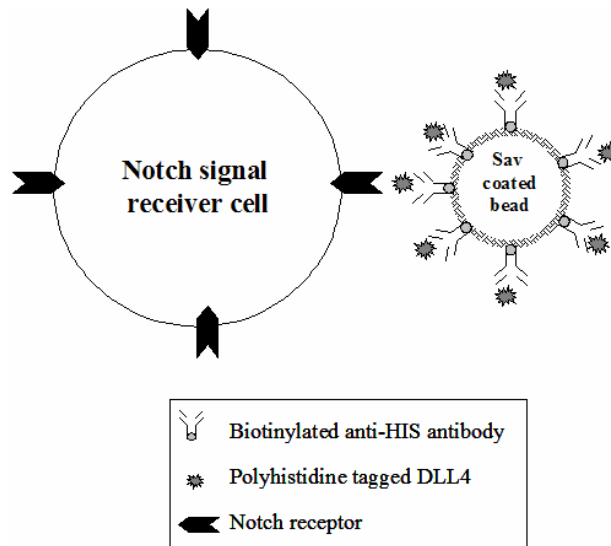 Notch signal
receiver cell
Sav
coated
bead
Biotinylated anti-HIS antibody
Polyhistidine tagged DLL4
Notch receptor